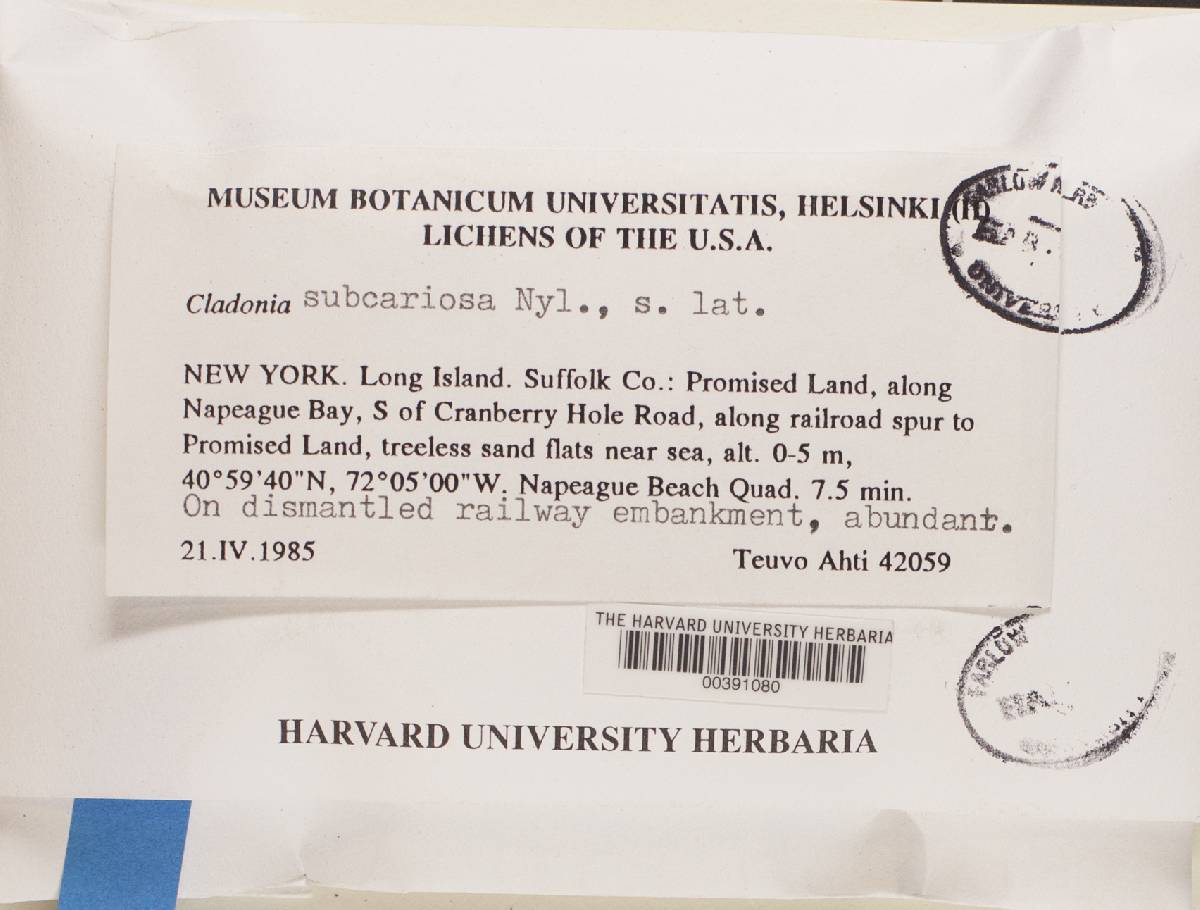 MUSEUM BOTANICUM UNIVERSITATIS, HELSINKI (H)
LICHENS OF THE U.S.A.
Cladonia subcariosa Nyl., s. lat.
NEW YORK. Long Island. Suffolk Co.: Promised Land, along
Napeague Bay, S of Cranberry Hole Road, along railroad spur to
Promised Land, treeless sand flats near sea, alt. 0-5 m,
40°59'40"N, 72°05'00"W. Napeague Beach Quad. 7.5 min.
On dismantled railway embankment, abundant.
21.IV.1985 Teuvo Ahti 42059
THE HARVARD UNIVERSITY HERBARIA
00391080
FARLOW
HARVARD UNIVERSITY HERBARIA